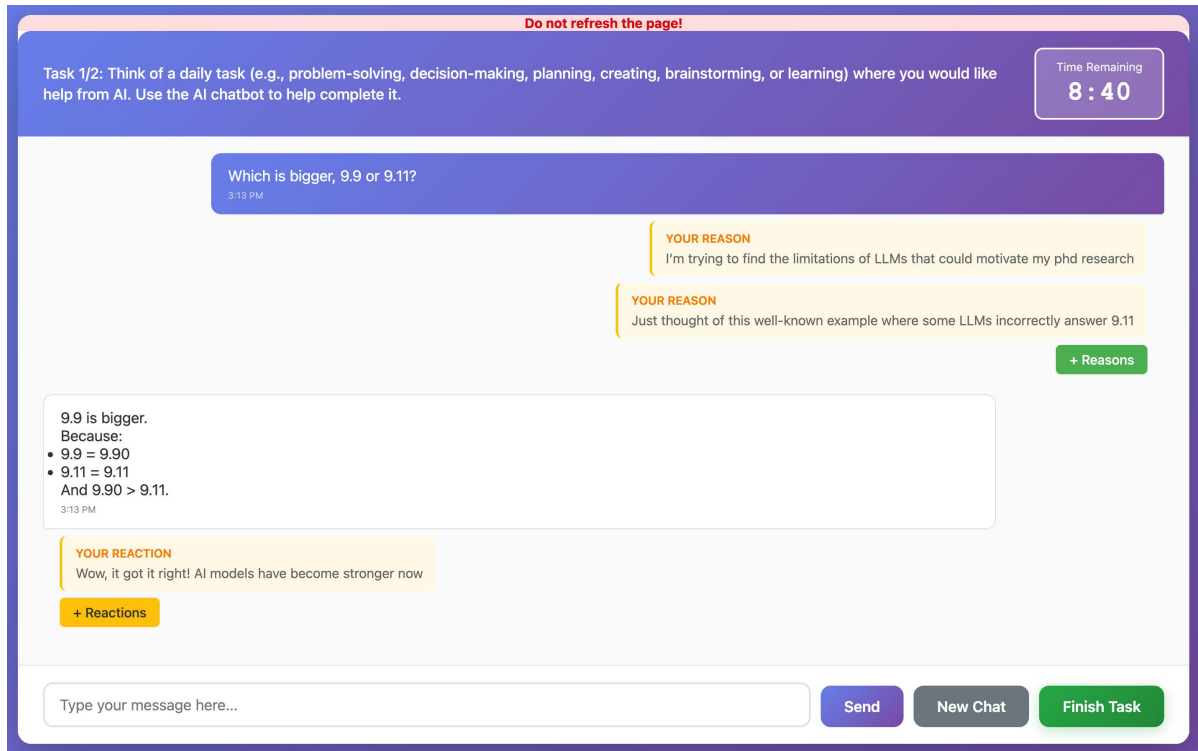 Do not refresh the page!
Task 1/2: Think of a daily task (e.g., problem-solving, decision-making, planning, creating, brainstorming, or learning) where you would like
help from AI. Use the AI chatbot to help complete it.
Time Remaining
8:40
Which is bigger, 9.9 or 9.11?
3:13 PM
YOUR REASON
I'm trying to find the limitations of LLMs that could motivate my phd research
YOUR REASON
Just thought of this well-known example where some LLMs incorrectly answer 9.11
+ Reasons
9.9 is bigger.
Because:
• 9.9 = 9.90
• 9.11 = 9.11
And 9.90 > 9.11.
3:13 PM
YOUR REACTION
Wow, it got it right! AI models have become stronger now
+ Reactions
Type your message here...
Send
New Chat
Finish Task